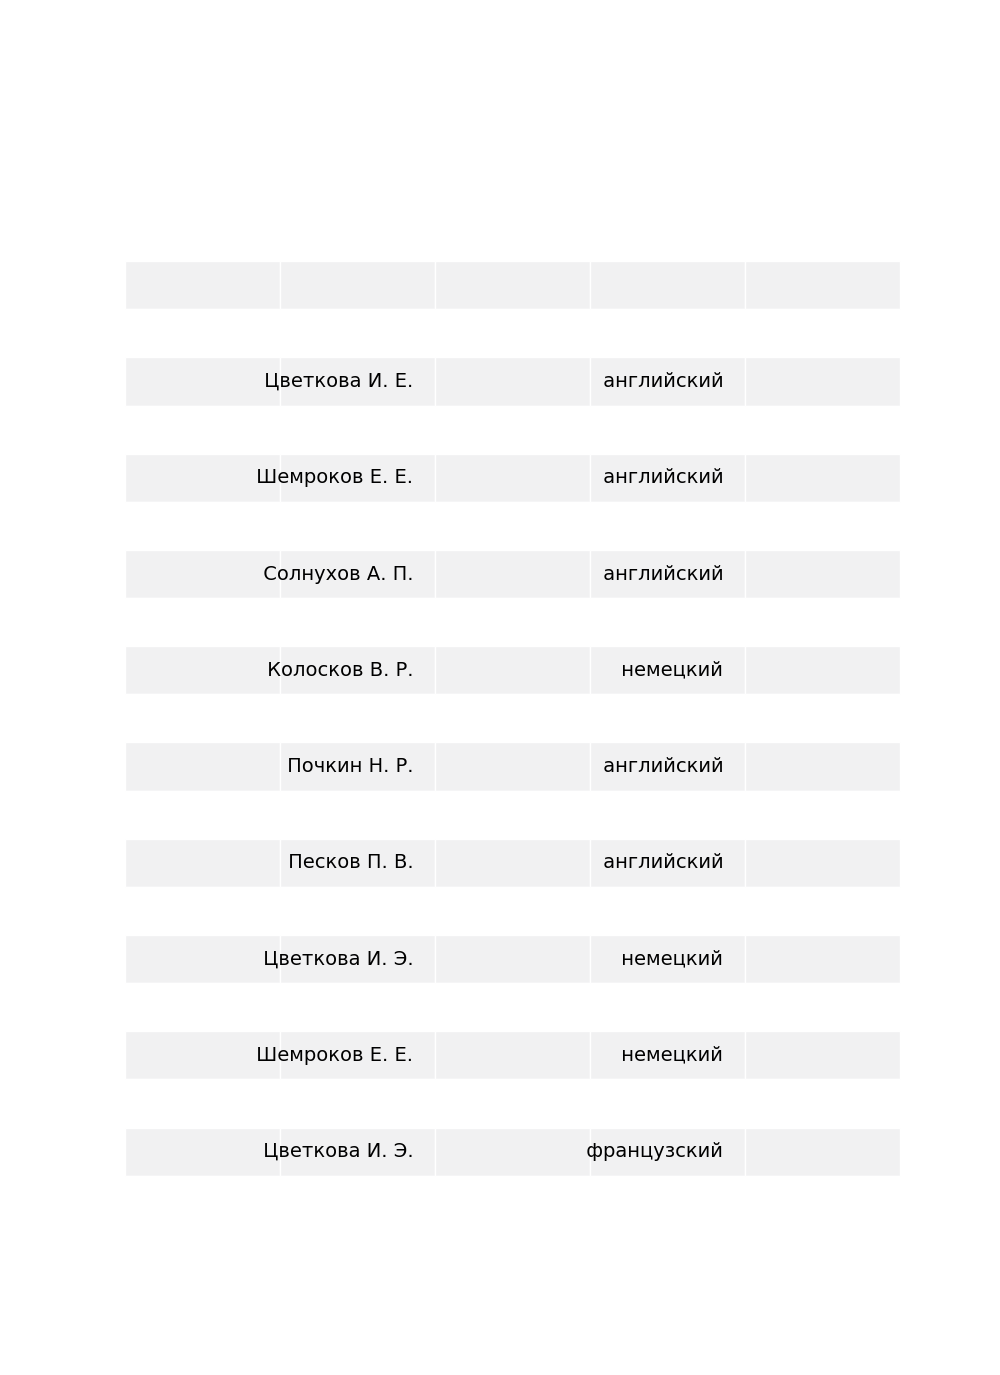 Цветкова И. Е. английский
Шемроков Е. Е. английский
Солнухов А. П. английский
Колосков В. Р. немецкий
Почкин Н. Р. английский
Песков П. В. английский
Цветкова И. Э. немецкий
Шемроков Е. Е. немецкий
Цветкова И. Э. французский